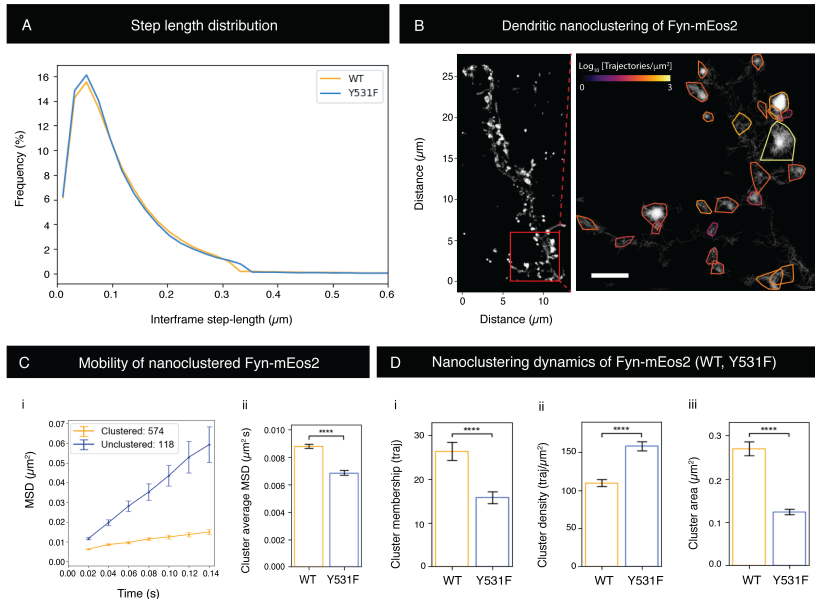 A
Step length distribution
WT
Y531F
16
14
12
10
8
6
4
2
0
Frequency (%)
0.0
0.1
0.2
0.3
0.4
0.5
0.6
Interframe step-length (µm)
B
Dendritic nanoclustering of Fyn-mEos2
25
20
15
10
5
0
Distance (µm)
0
5
10
Distance (µm)
Log10 [Trajectories/µm²]
0
3
C
Mobility of nanoclustered Fyn-mEos2
i
Clustered: 574
Unclustered: 118
0.07
0.06
0.05
0.04
0.03
0.02
0.01
0.00
MSD (µm²)
0.00 0.02 0.04 0.06 0.08 0.10 0.12 0.14
Time (s)
ii
0.010
0.008
0.006
0.004
0.002
0.000
Cluster average MSD (µm² s)
****
WT
Y531F
D
Nanoclustering dynamics of Fyn-mEos2 (WT, Y531F)
i
30
20
10
0
Cluster membership (traj)
****
WT
Y531F
ii
150
100
50
0
Cluster density (traj/µm²)
****
WT
Y531F
iii
0.3
0.2
0.1
0
Cluster area (µm²)
****
WT
Y531F